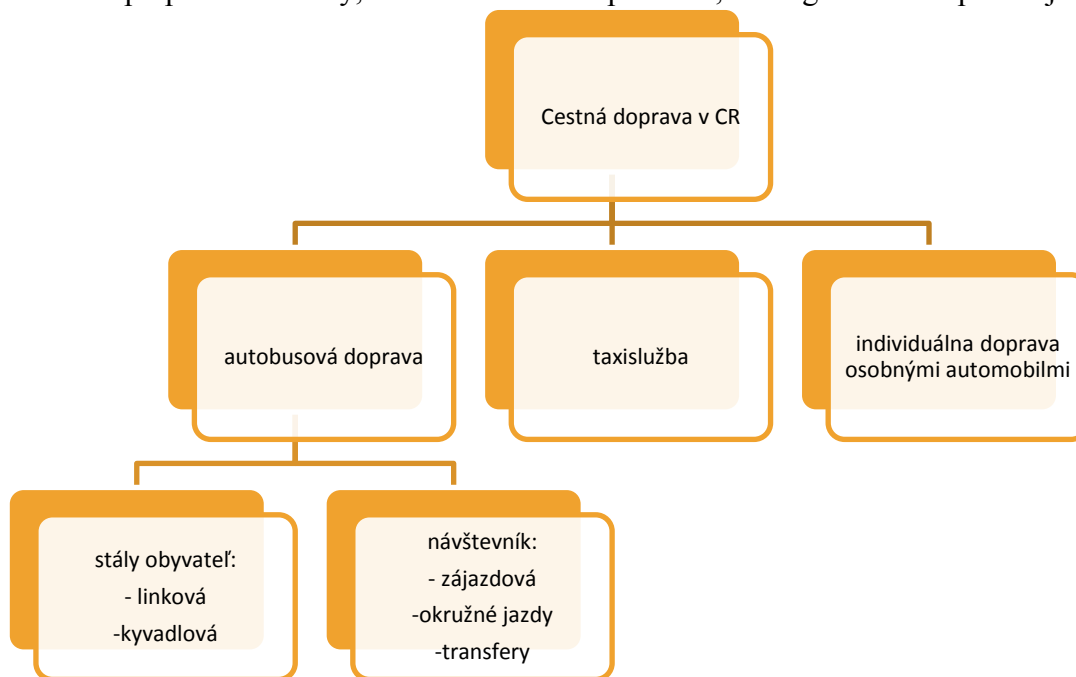 Cestná doprava v CR
autobusová doprava
taxislužba
individuálna doprava
osobnými automobilmi
stály obyvateľ:
- linková
-kyvadlová
návštevník:
- zájazdová
-okružné jazdy
-transfery